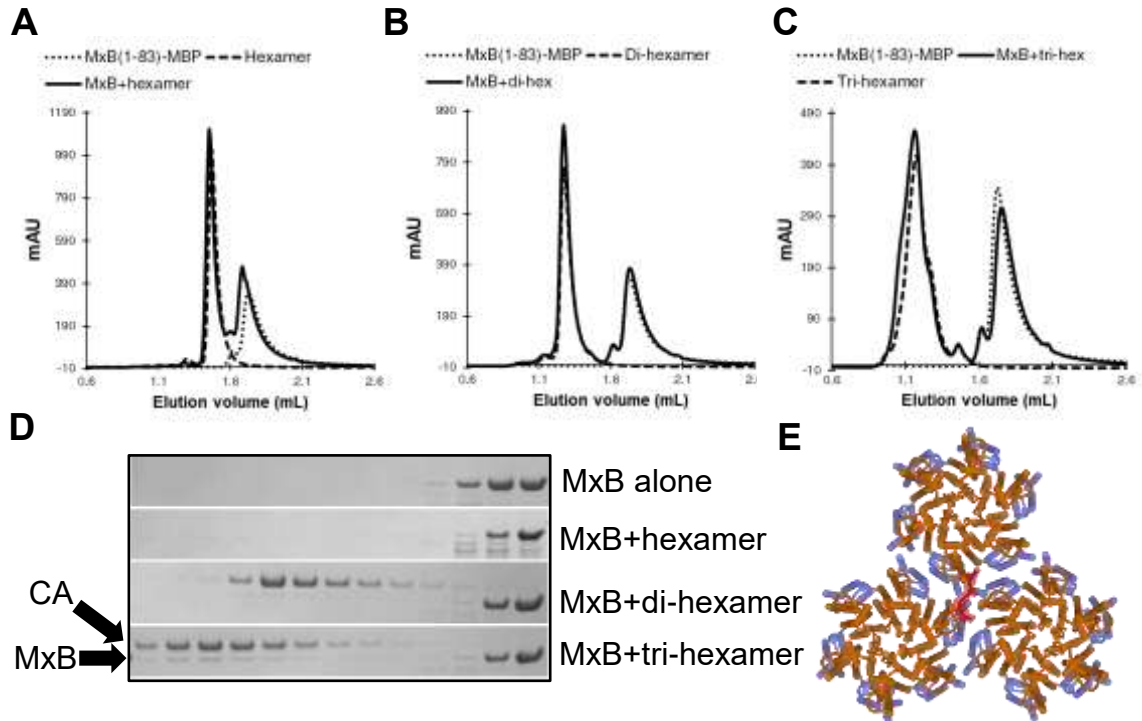 A
MxB(1-83)-MBP Hexamer
MxB+hexamer
1190
990
790
590
390
190
-10
mAU
0.6 1.1 1.6 2.1 2.6
Elution volume (mL)
B
MxB(1-83)-MBP Di-hexamer
MxB+di-hex
990
790
590
390
190
-10
mAU
0.6 1.1 1.6 2.1 2.
Elution volume (mL)
C
MxB(1-83)-MBP MxB+tri-hex
Tri-hexamer
490
390
290
190
90
-10
mAU
0.6 1.1 1.6 2.1 2.6
Elution volume (mL)
D
MxB alone
MxB+hexamer
MxB+di-hexamer
MxB+tri-hexamer
CA
MxB
E